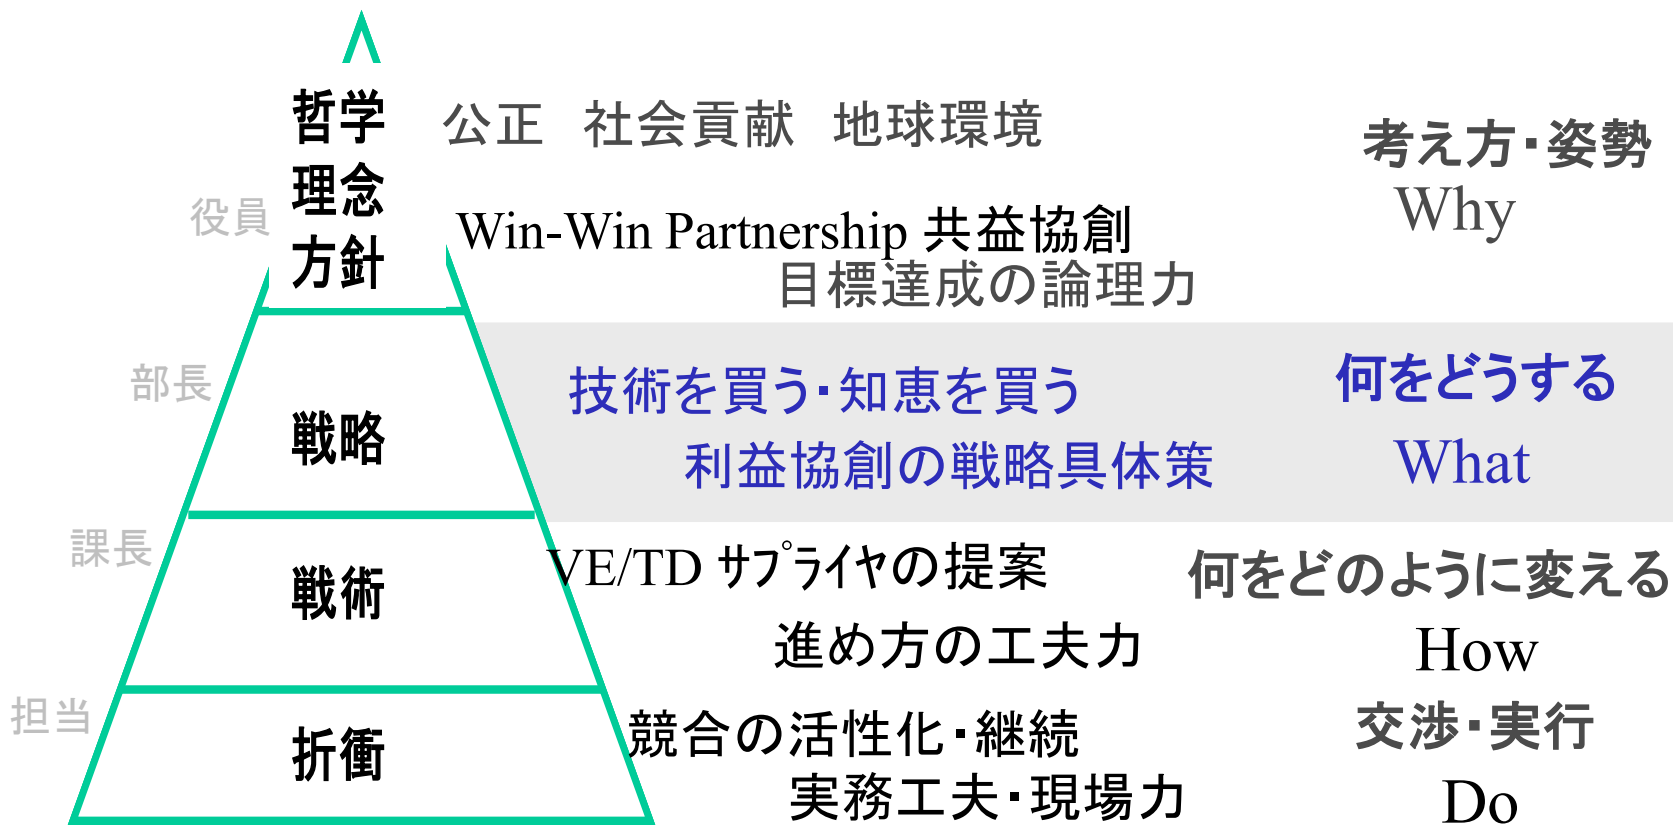 哲学
理念
方針
公正　社会貢献　地球環境
考え方・姿勢
Why
役員
Win-Win Partnership 共益協創
目標達成の論理力
部長
戦略
技術を買う・知恵を買う
利益協創の戦略具体策
何をどうする
What
課長
戦術
VE/TD ｻﾌﾟﾗｲﾔの提案
進め方の工夫力
何をどのように変える
How
担当
折衝
競合の活性化・継続
実務工夫・現場力
交渉・実行
Do